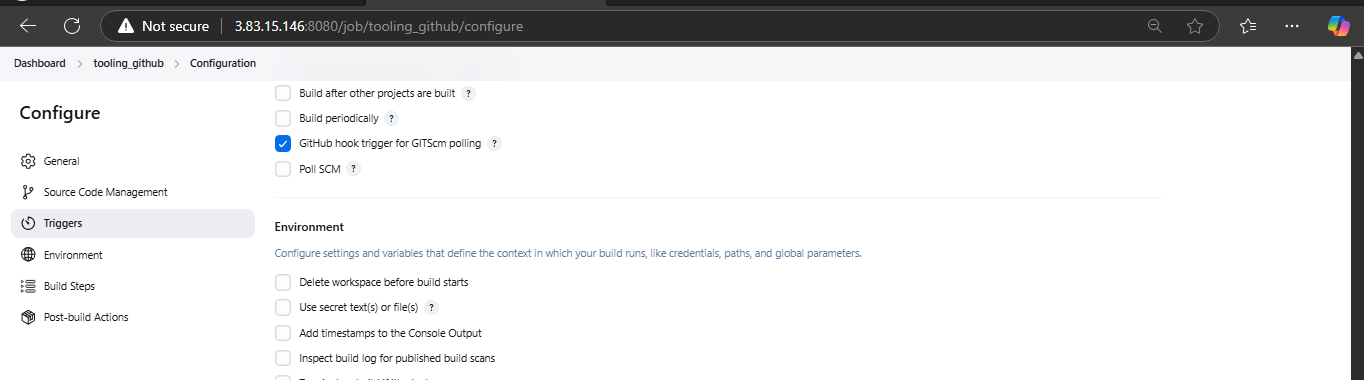 Not secure 3.83.15.146:8080/job/tooling_github/configure
Dashboard > tooling_github > Configuration
Configure
General
Source Code Management
Triggers
Environment
Build Steps
Post-build Actions
Build after other projects are built ?
Build periodically ?
GitHub hook trigger for GITScm polling ?
Poll SCM ?
Environment
Configure settings and variables that define the context in which your build runs, like credentials, paths, and global parameters.
Delete workspace before build starts
Use secret text(s) or file(s) ?
Add timestamps to the Console Output
Inspect build log for published build scans